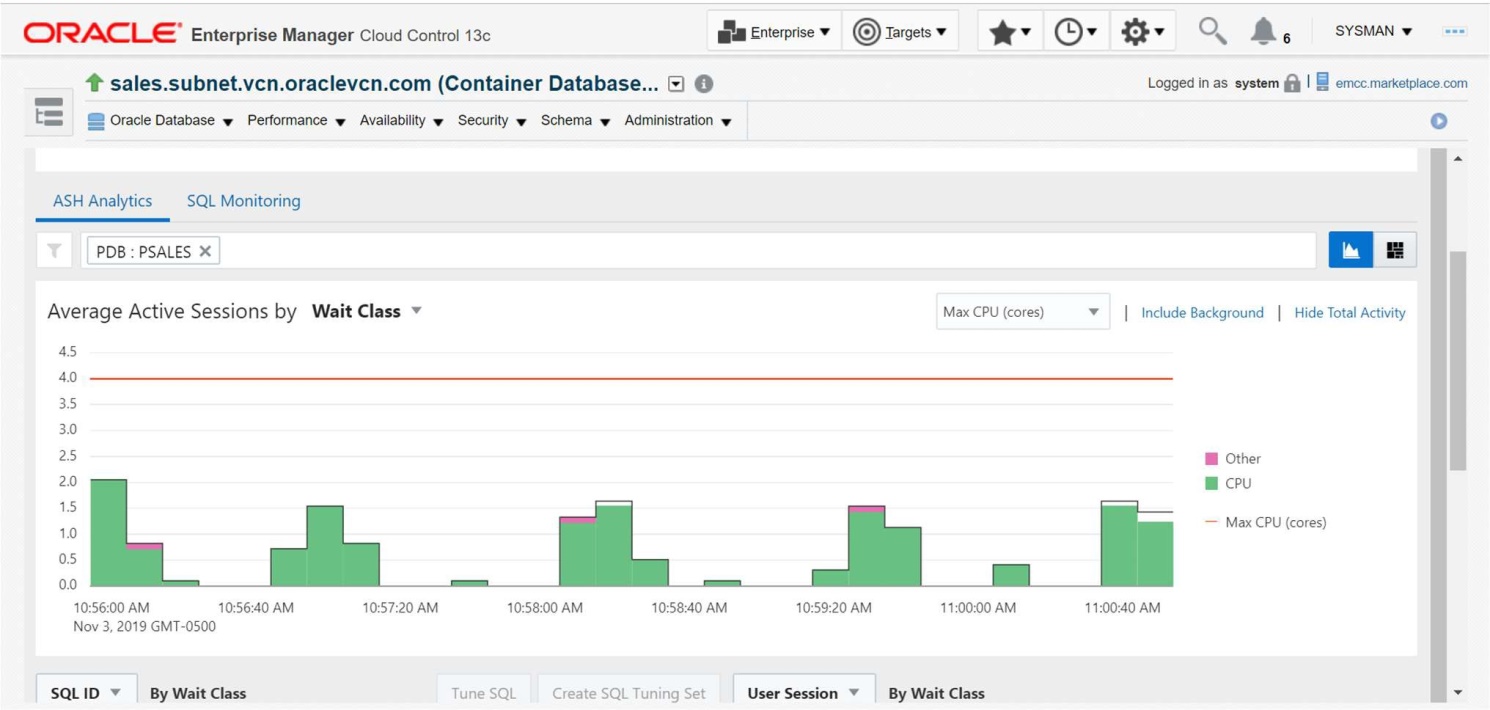 ORACLE Enterprise Manager Cloud Control 13c Enterprise Targets 6 SYSMAN
sales.subnet.vcn.oraclevcn.com (Container Database... Logged in as system emcc.marketplace.com
Oracle Database Performance Availability Security Schema Administration
ASH Analytics SQL Monitoring
PDB : PSALES
Average Active Sessions by Wait Class Max CPU (cores) | Include Background | Hide Total Activity
4.5
4.0
3.5
3.0
2.5
2.0
1.5
1.0
0.5
0.0
Other
CPU
Max CPU (cores)
10:56:00 AM 10:56:40 AM 10:57:20 AM 10:58:00 AM 10:58:40 AM 10:59:20 AM 11:00:00 AM 11:00:40 AM
Nov 3, 2019 GMT-0500
SQL ID By Wait Class Tune SQL Create SQL Tuning Set User Session By Wait Class